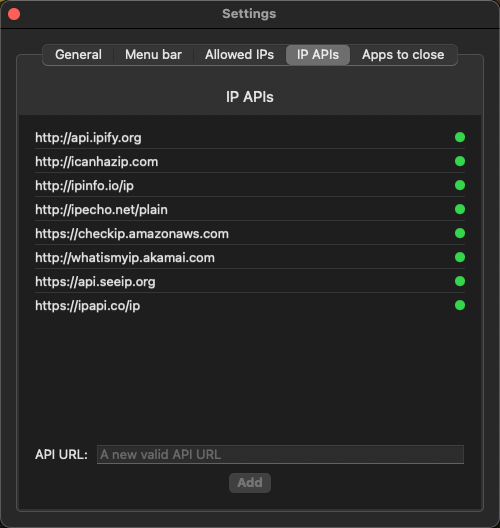 Settings
General Menu bar Allowed IPs IP APIs Apps to close
IP APIs
http://api.ipify.org
http://icanhazip.com
http://ipinfo.io/ip
http://ipecho.net/plain
https://checkip.amazonaws.com
http://whatismyip.akamai.com
https://api.seeip.org
https://ipapi.co/ip
API URL: A new valid API URL
Add